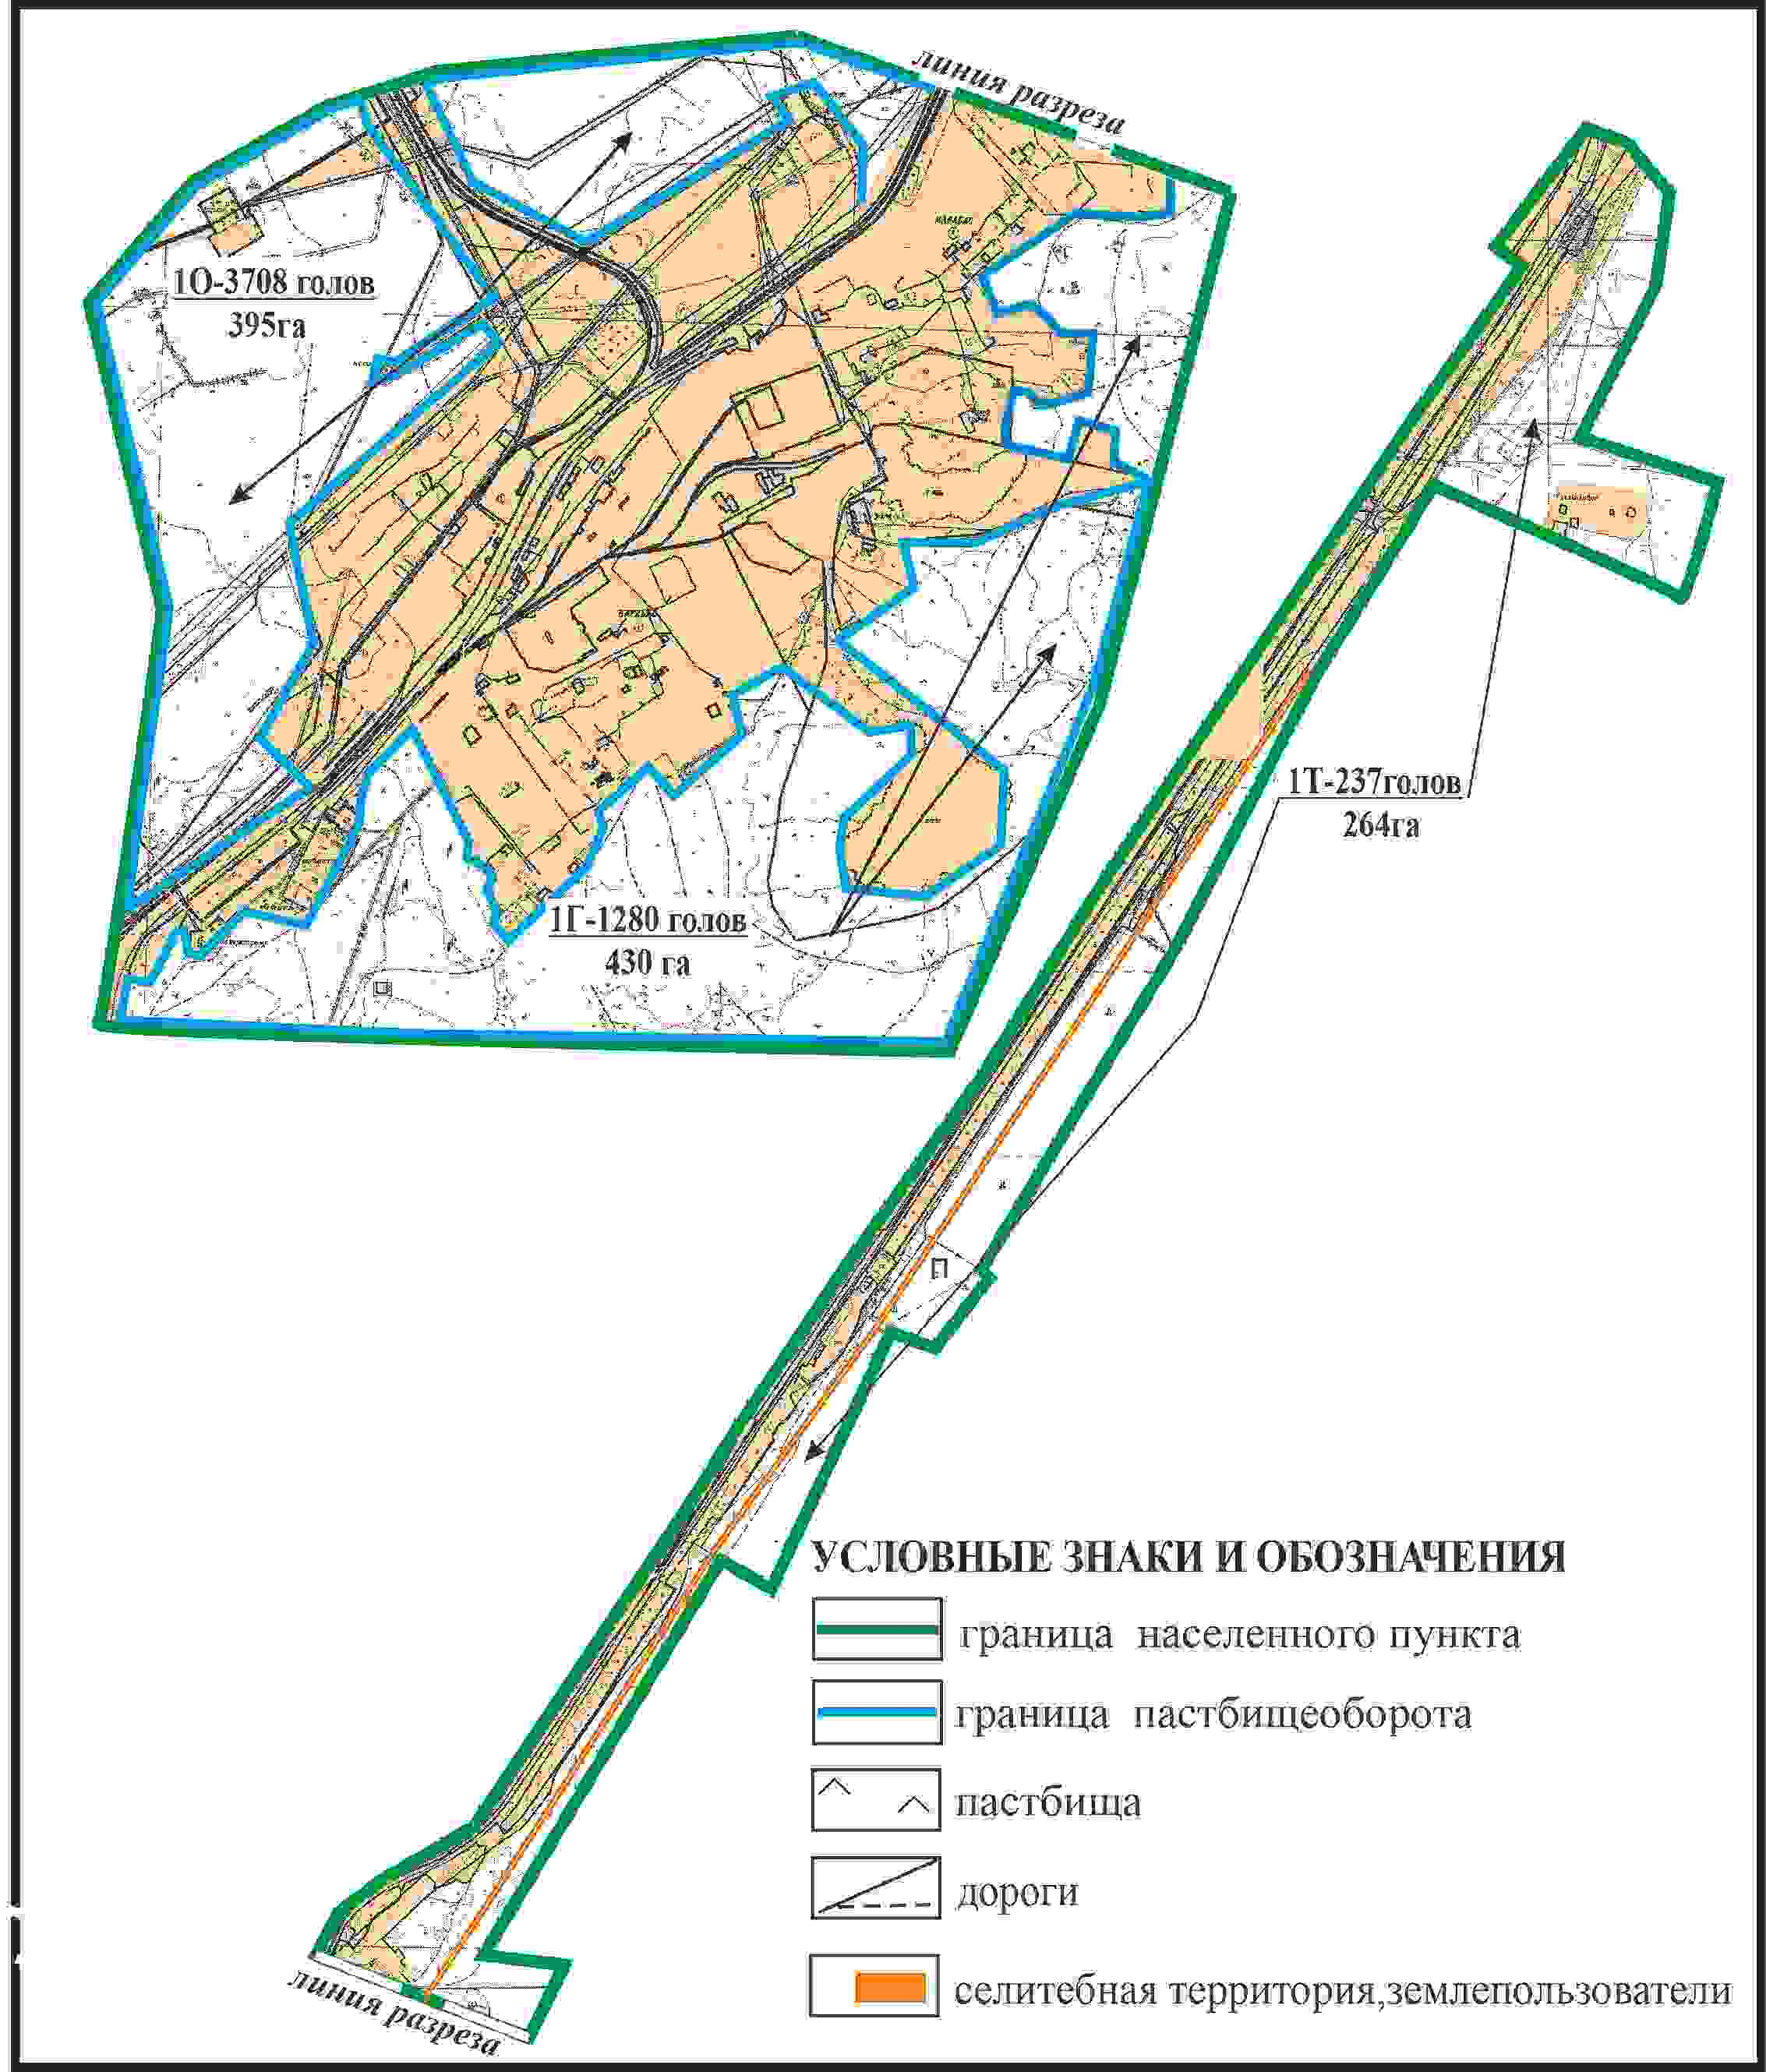 линия разреза
1О-3708 голов
395га
1Т-237голов
264га
1Г-1280 голов
430 га
УСЛОВНЫЕ ЗНАКИ И ОБОЗНАЧЕНИЯ
граница населенного пункта
граница пастбищеоборота
пастбища
дороги
селитебная территория,землепользователи
линия разреза